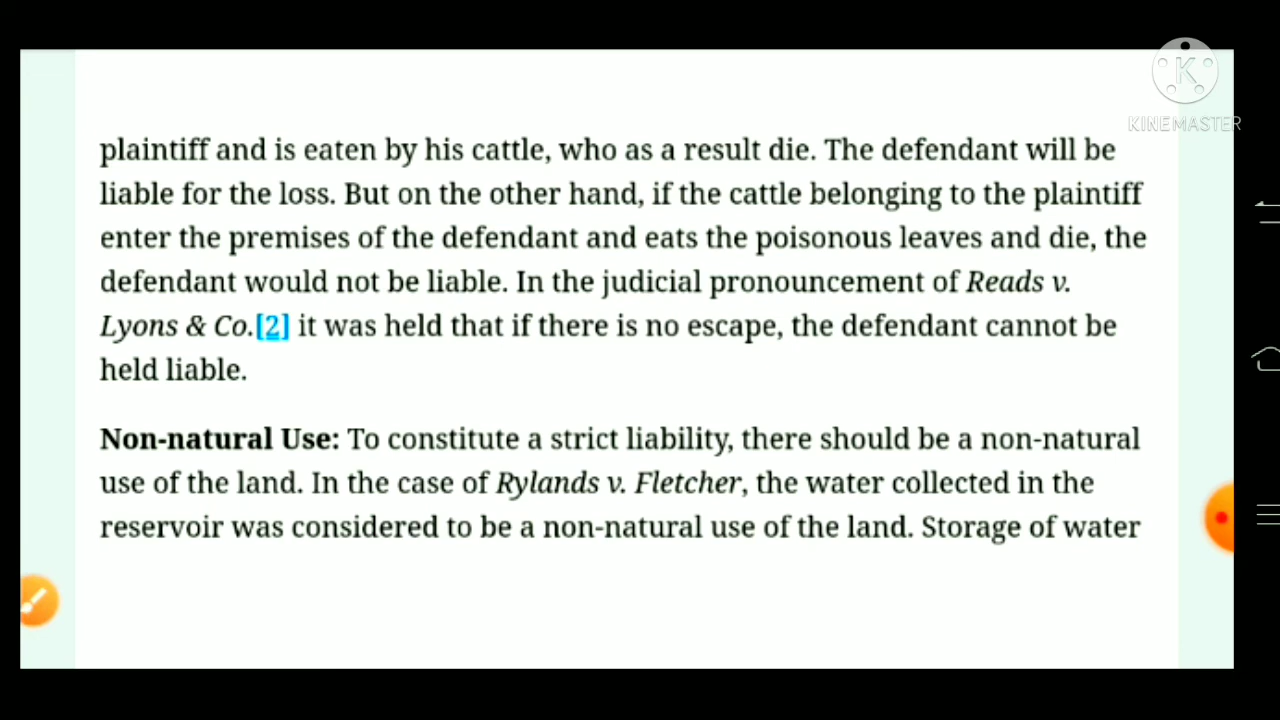 KINEMASTER
plaintiff and is eaten by his cattle, who as a result die. The defendant will be
liable for the loss. But on the other hand, if the cattle belonging to the plaintiff
enter the premises of the defendant and eats the poisonous leaves and die, the
defendant would not be liable. In the judicial pronouncement of Reads v.
Lyons & Co.[2] it was held that if there is no escape, the defendant cannot be
held liable.
Non-natural Use: To constitute a strict liability, there should be a non-natural
use of the land. In the case of Rylands v. Fletcher, the water collected in the
reservoir was considered to be a non-natural use of the land. Storage of water